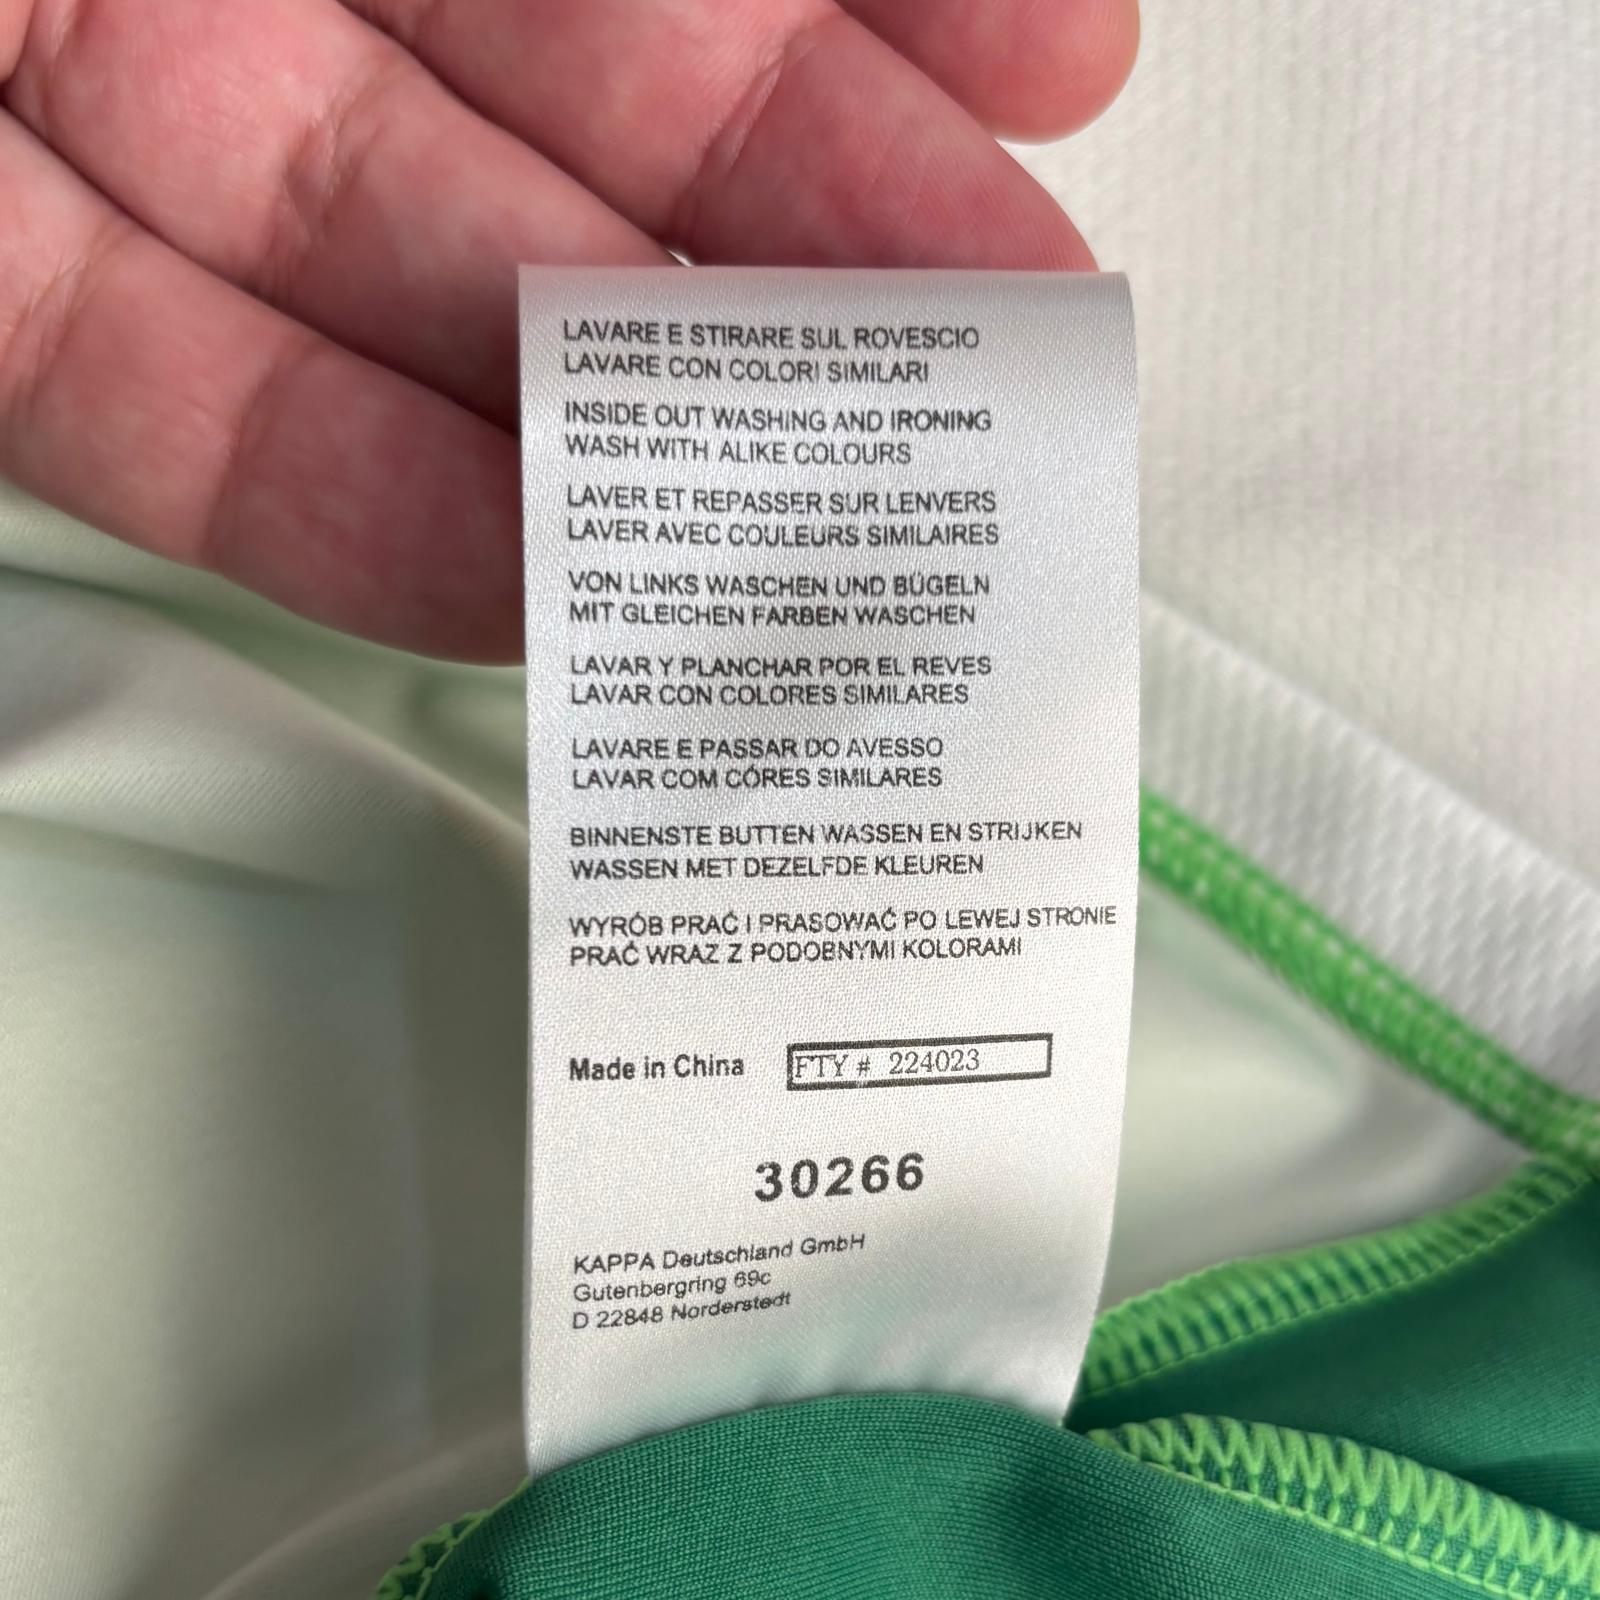 LAVARE E STIRARE SUL ROVESCIO
LAVARE CON COLORI SIMILARI
INSIDE OUT WASHING AND IRONING
WASH WITH ALIKE COLOURS
LAVER ET REPASSER SUR LENVERS
LAVER AVEC COULEURS SIMILAIRES
VON LINKS WASCHEN UND BÜGELN
MIT GLEICHEN FARBEN WASCHEN
LAVAR Y PLANCHAR POR EL REVES
LAVAR CON COLORES SIMILARES
LAVARE E PASSAR DO AVESSO
LAVAR COM CÓRES SIMILARES
BINNENSTE BUTTEN WASSEN EN STRIJKEN
WASSEN MET DEZELFDE KLEUREN
WYRÓB PRAĆ I PRASOWAĆ PO LEWEJ STRONIE
PRAĆ WRAZ Z PODOBNYMI KOLORAMI
Made in China FTY # 224023
30266
KAPPA Deutschland GmbH
Gutenbergring 69c
D 22848 Norderstedt